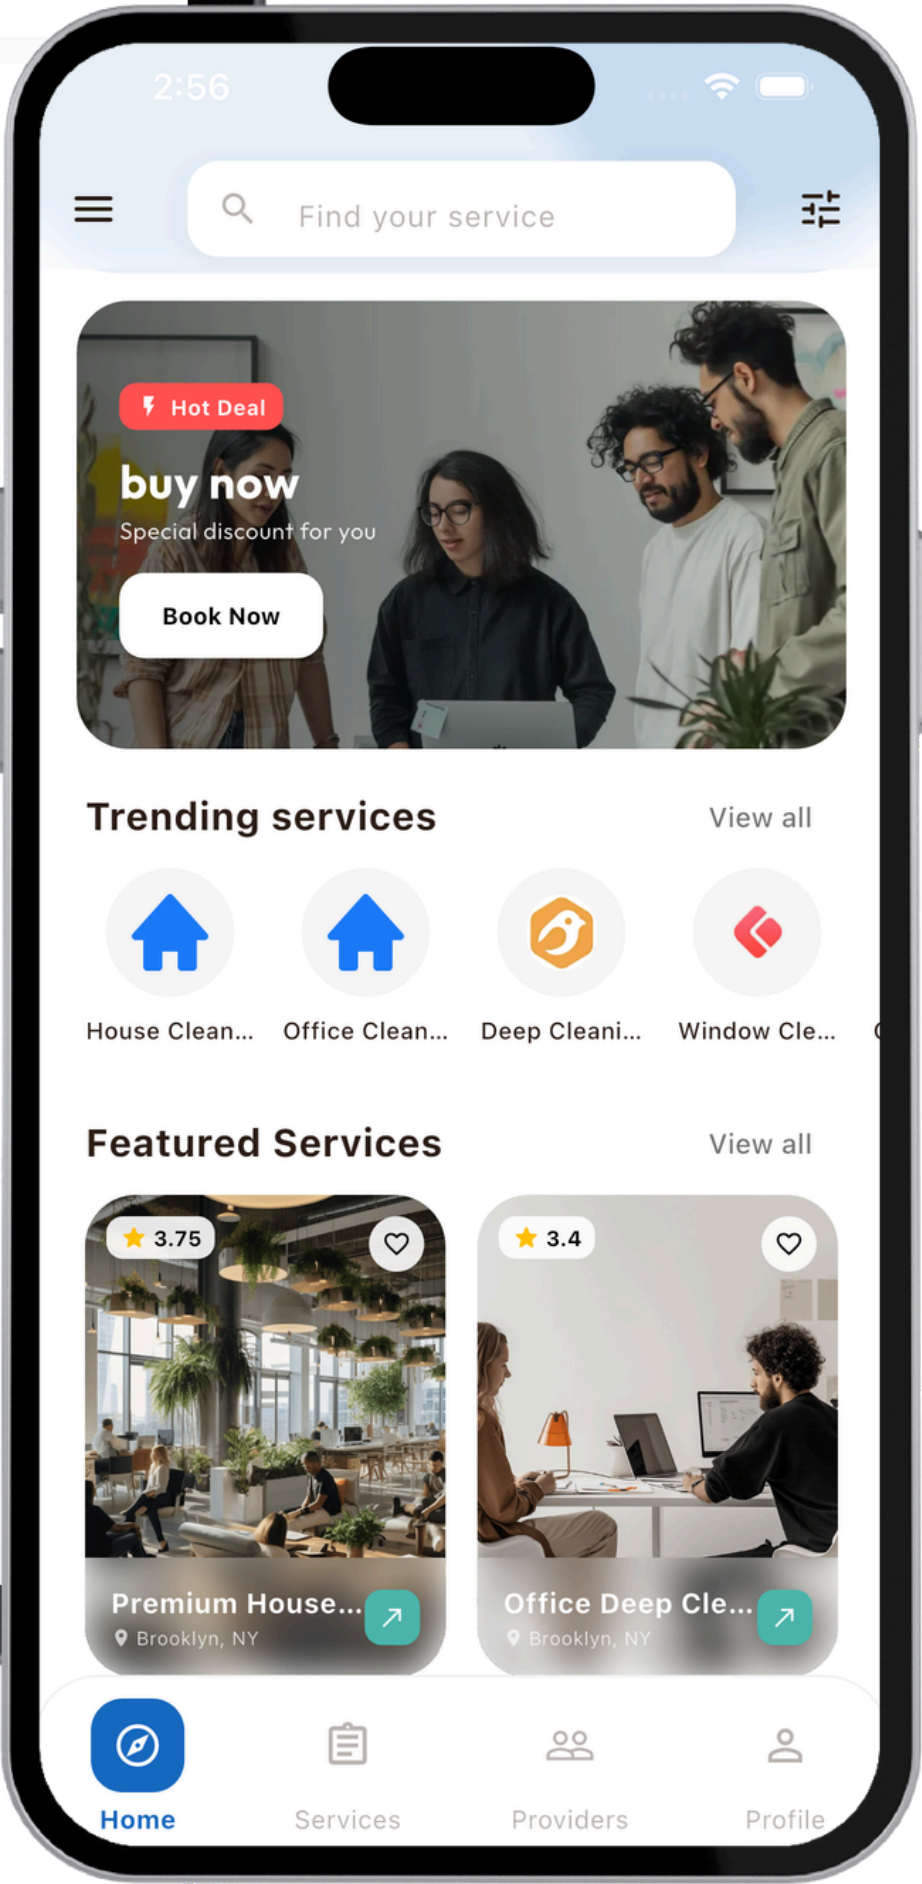 2:56
Find your service
Hot Deal
buy now
Special discount for you
Book Now
Trending services
View all
House Clean...
Office Clean...
Deep Cleani...
Window Cle...
Featured Services
View all
3.75
3.4
Premium House...
Brooklyn, NY
Office Deep Cle...
Brooklyn, NY
Home
Services
Providers
Profile